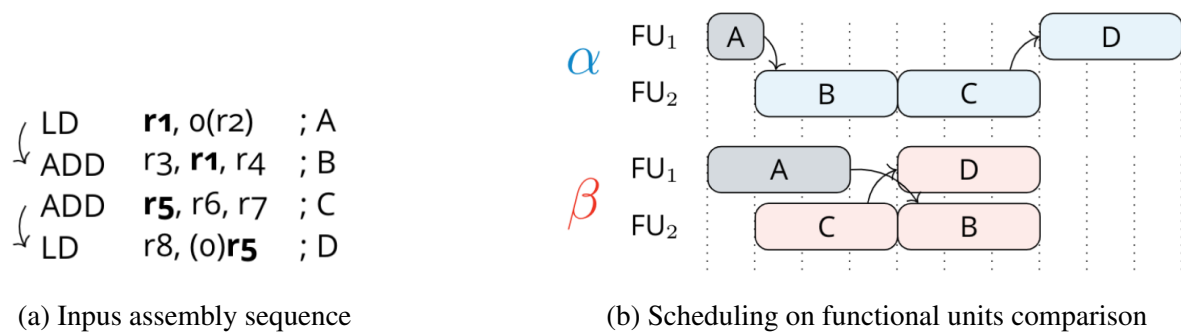 LD r1, 0(r2) ; A
ADD r3, r1, r4 ; B
ADD r5, r6, r7 ; C
LD r8, (0)r5 ; D
(a) Inpus assembly sequence
α
FU1 A D
FU2 B C
β
FU1 A D
FU2 C B
(b) Scheduling on functional units comparison